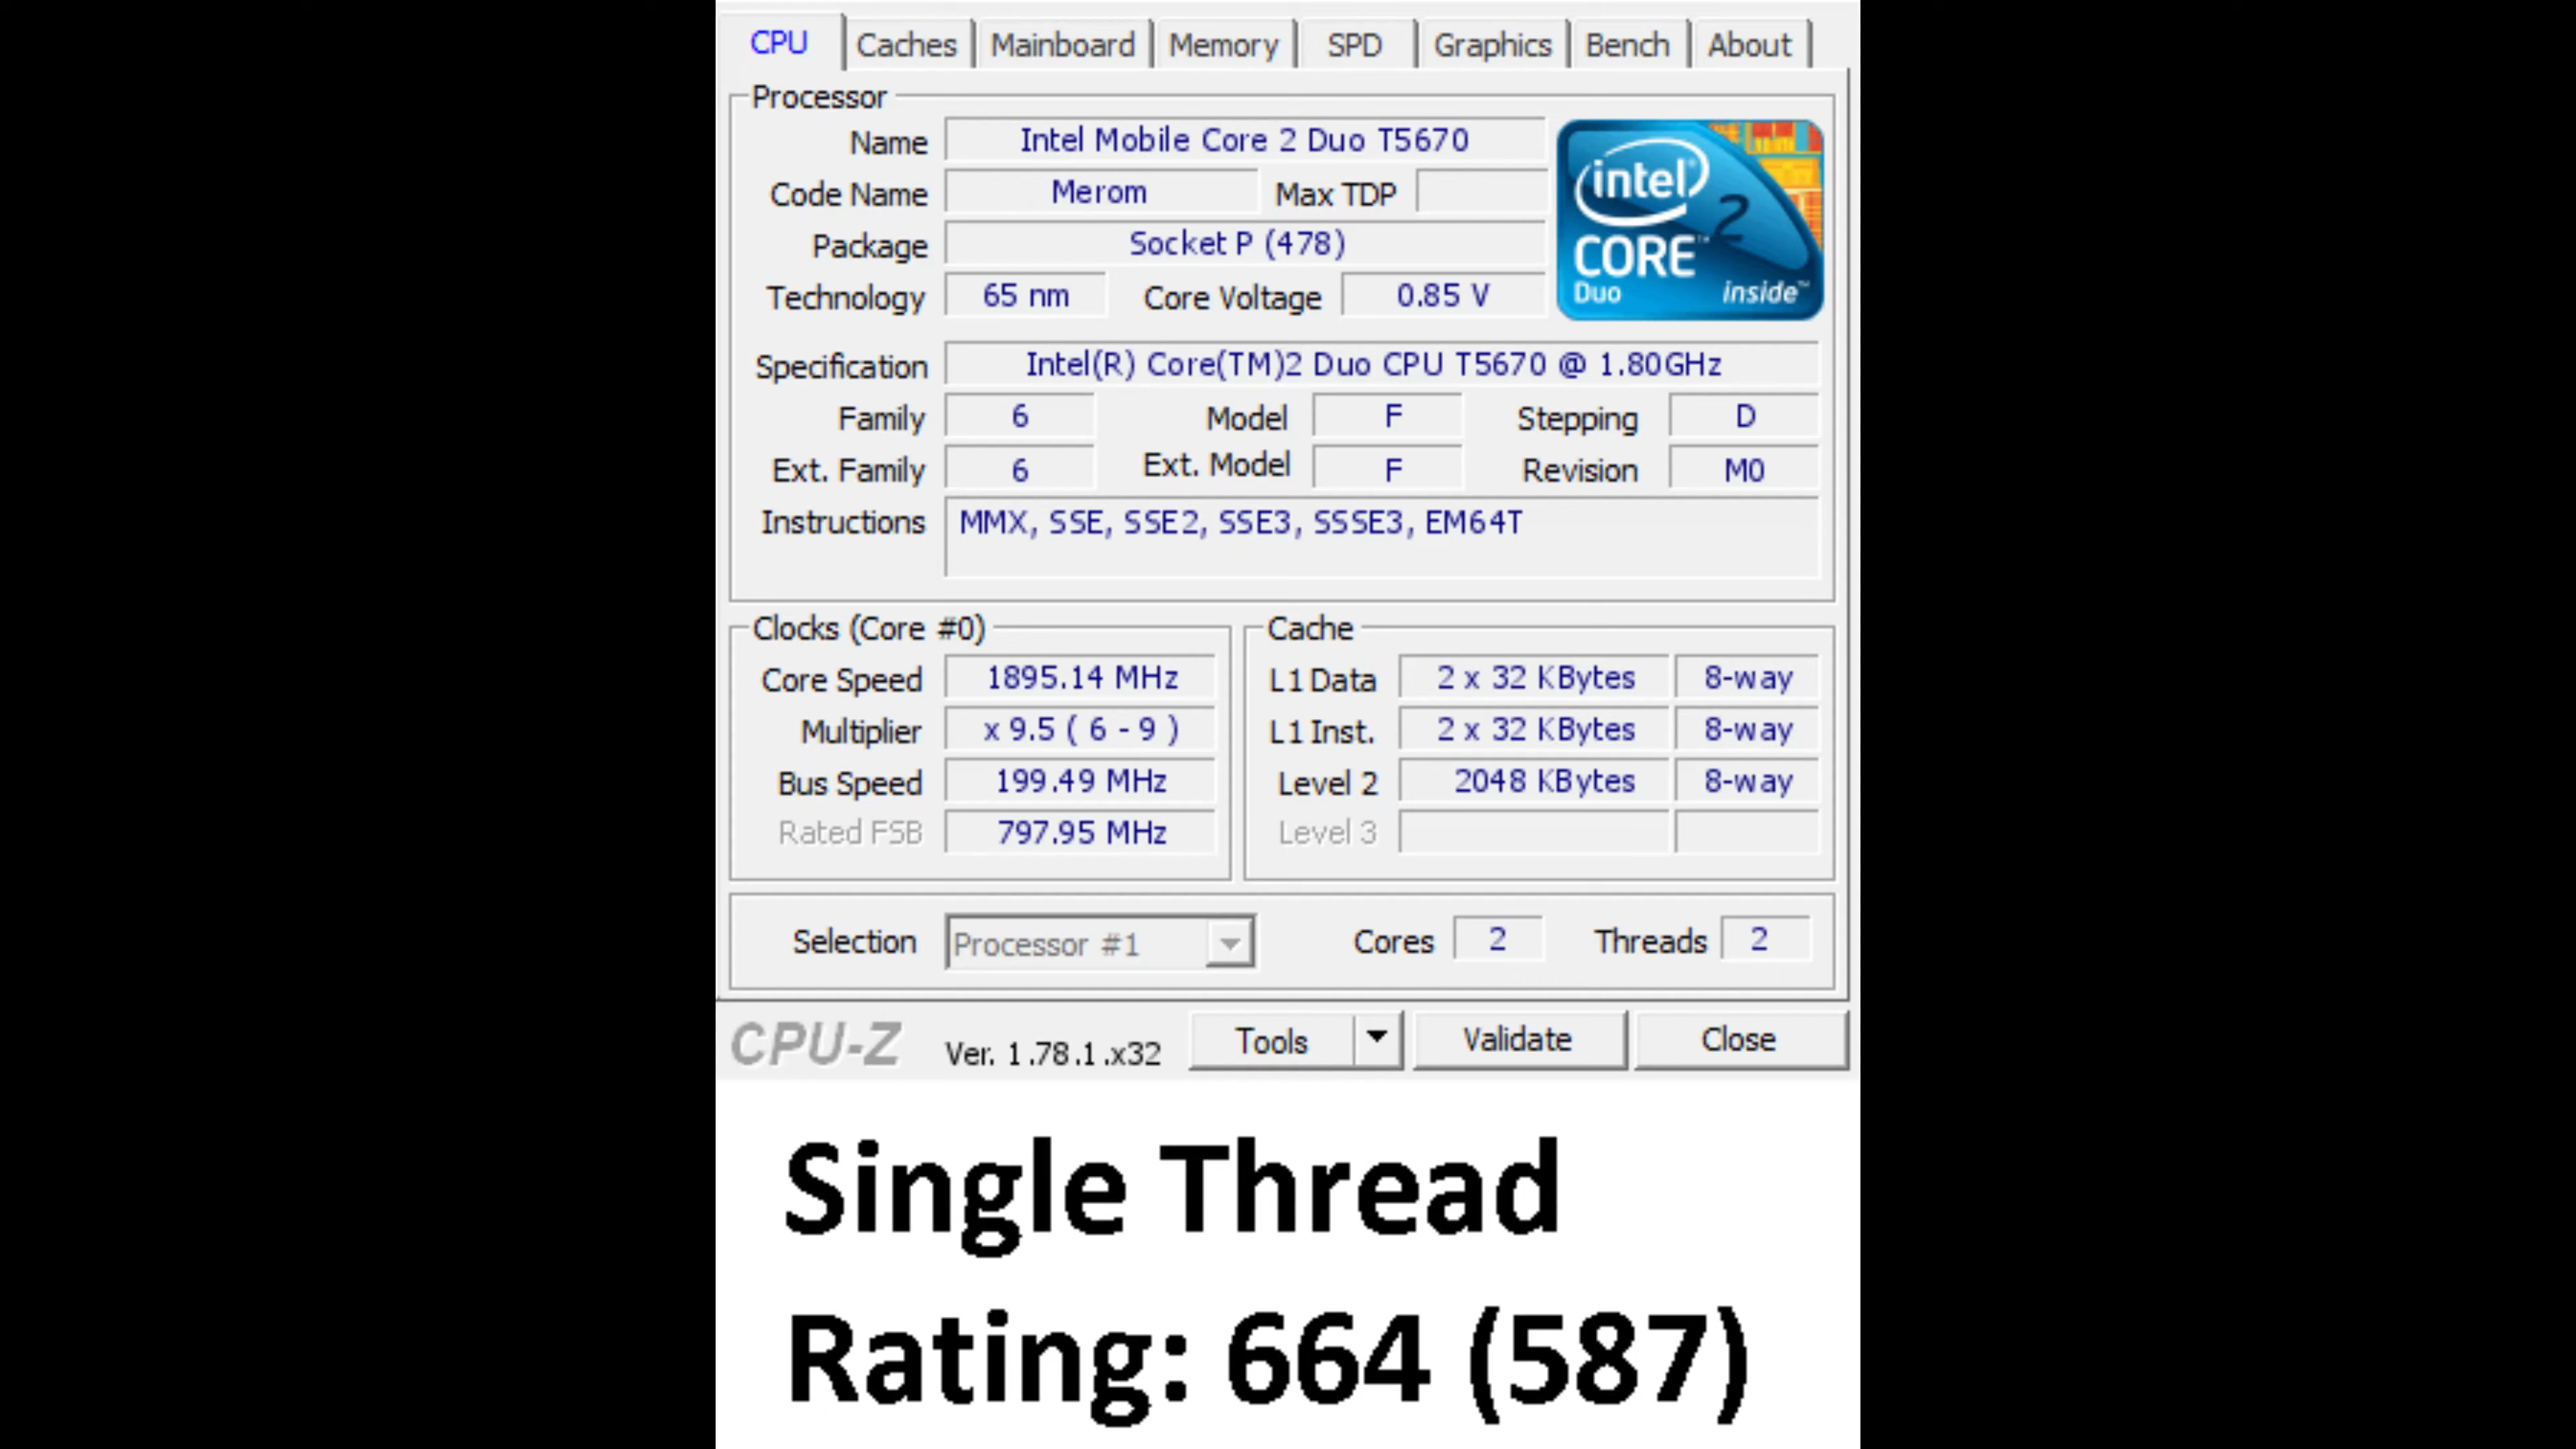 CPU Caches Mainboard Memory SPD Graphics Bench About
Processor
Name Intel Mobile Core 2 Duo T5670
Code Name Merom Max TDP
Package Socket P (478)
Technology 65 nm Core Voltage 0.85 V
intel® 2 CORE™ Duo inside™
Specification Intel(R) Core(TM)2 Duo CPU T5670 @ 1.80GHz
Family 6 Model F Stepping D
Ext. Family 6 Ext. Model F Revision M0
Instructions MMX, SSE, SSE2, SSE3, SSSE3, EM64T
Clocks (Core #0)
Core Speed 1895.14 MHz
Multiplier x 9.5 ( 6 - 9 )
Bus Speed 199.49 MHz
Rated FSB 797.95 MHz
Cache
L1 Data 2 x 32 KBytes 8-way
L1 Inst. 2 x 32 KBytes 8-way
Level 2 2048 KBytes 8-way
Level 3
Selection Processor #1 Cores 2 Threads 2
CPU-Z Ver. 1.78.1.x32 Tools Validate Close
Single Thread
Rating: 664 (587)